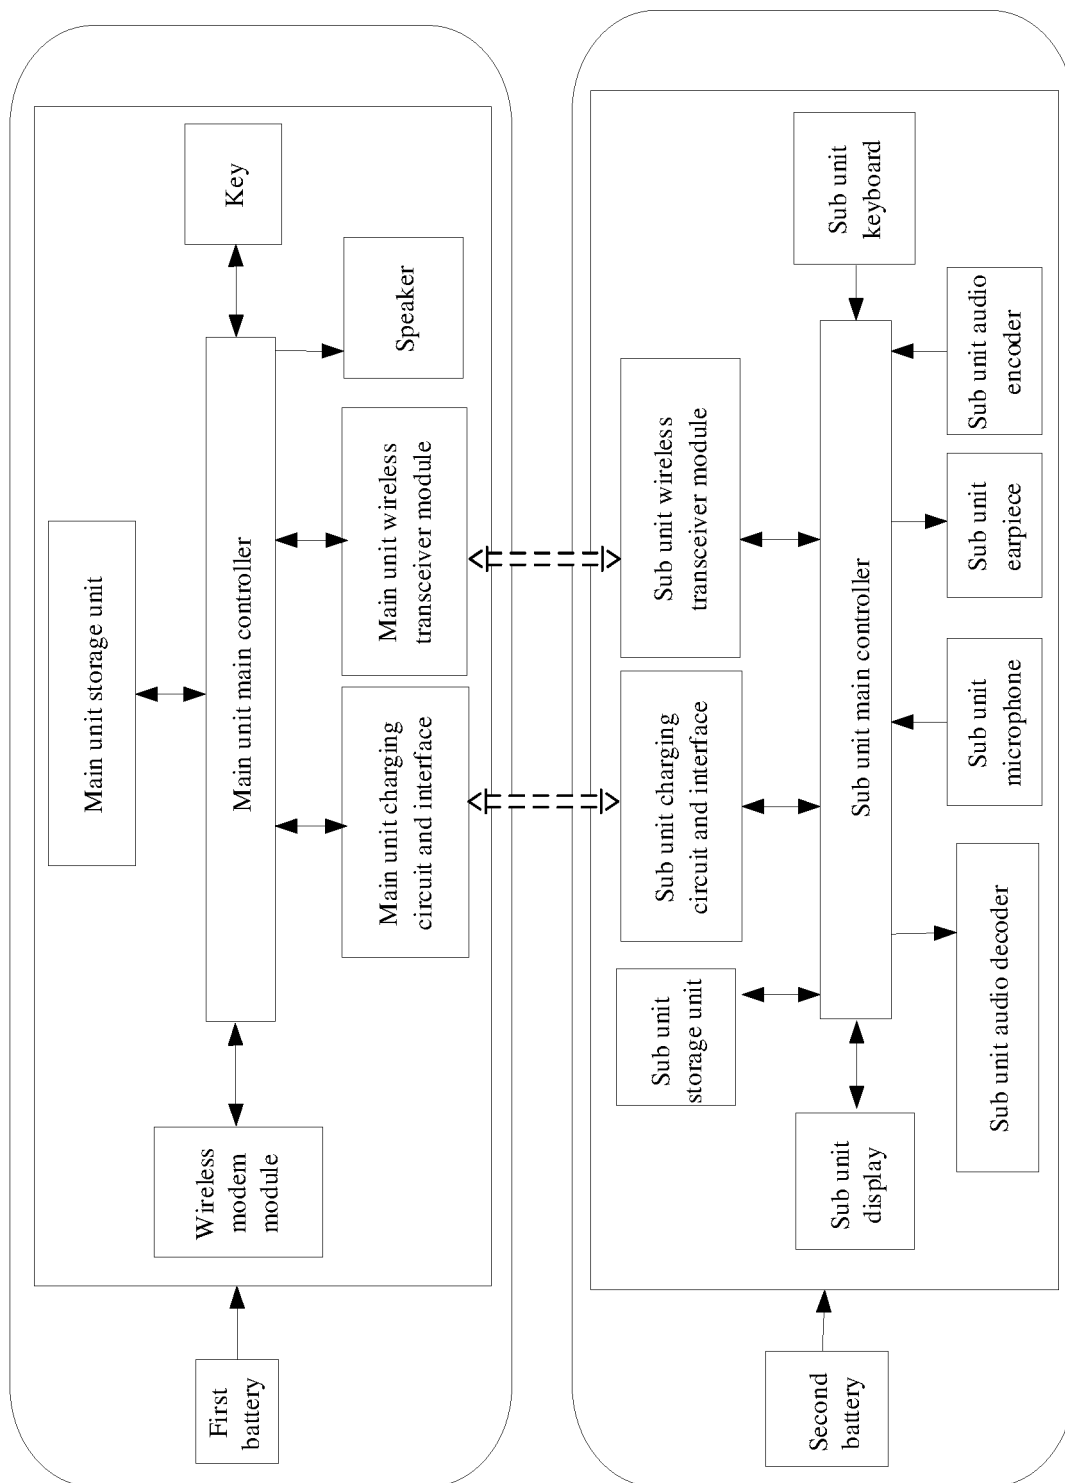 First
battery
Wireless
modem
module
Main unit storage unit
Main unit main controller
Key
Speaker
Main unit charging
circuit and interface
Main unit wireless
transceiver module
Second
battery
Sub unit
display
Sub unit
storage unit
Sub unit charging
circuit and interface
Sub unit wireless
transceiver module
Sub unit main controller
Sub unit
keyboard
Sub unit audio decoder
Sub unit
microphone
Sub unit
earpiece
Sub unit audio
encoder